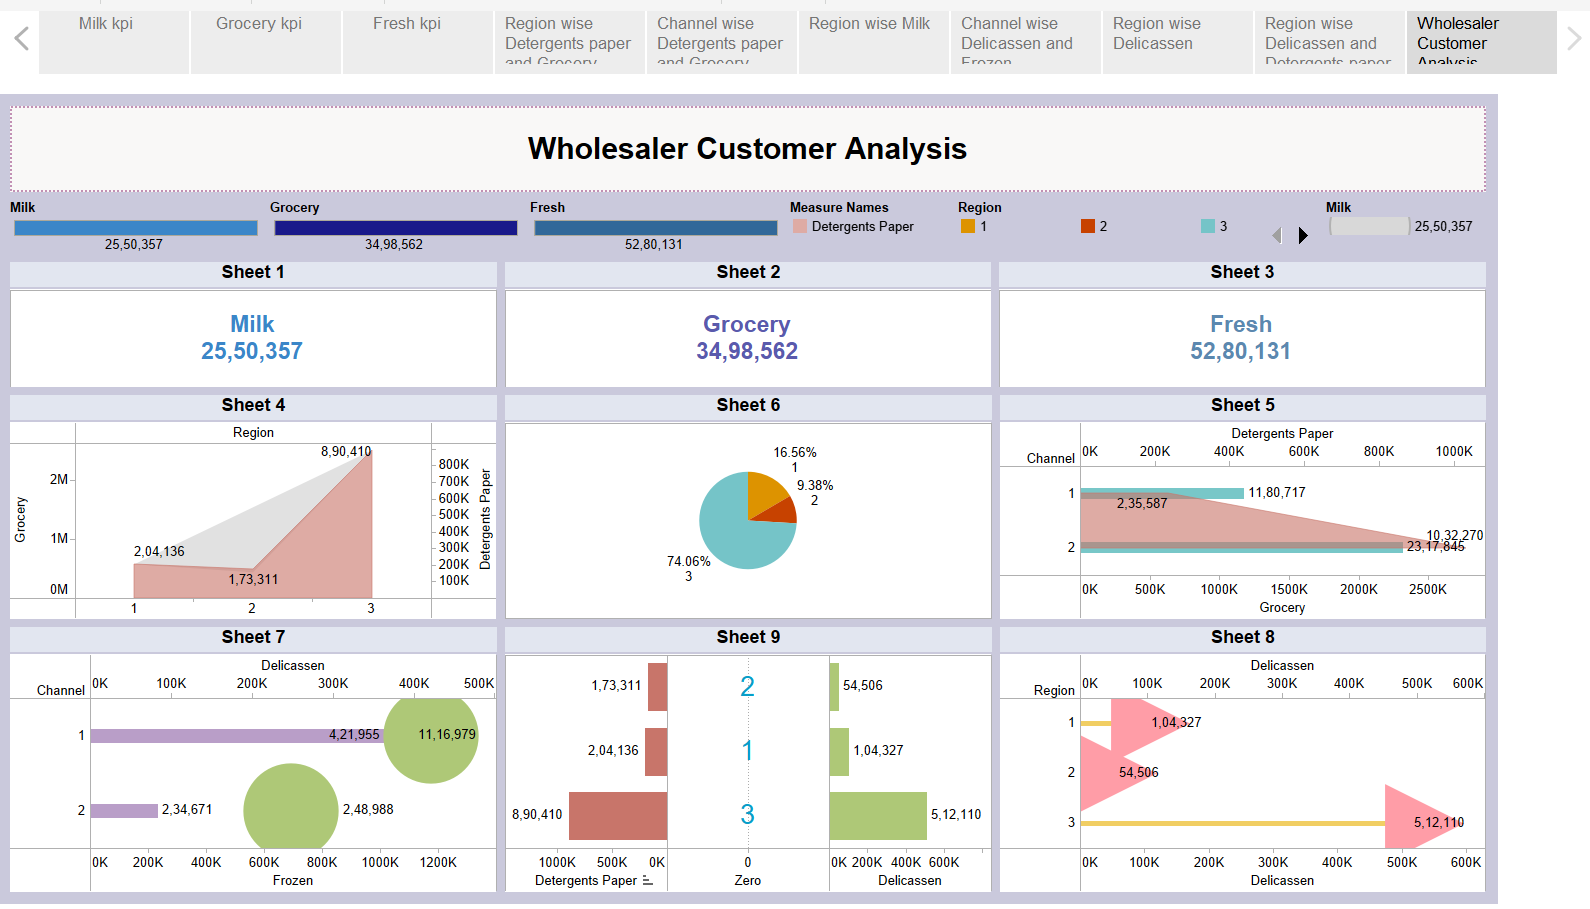 Milk kpi
Grocery kpi
Fresh kpi
Region wise
Detergents paper
and Grocery
Channel wise
Detergents paper
and Grocery
Region wise Milk
Channel wise
Delicassen and
Frozen
Region wise
Delicassen
Region wise
Delicassen and
Detergents paper
Wholesaler
Customer
Analysis
Wholesaler Customer Analysis
Milk
25,50,357
Grocery
34,98,562
Fresh
52,80,131
Measure Names
Detergents Paper
Region
1
2
3
Milk
25,50,357
Sheet 1
Milk
25,50,357
Sheet 2
Grocery
34,98,562
Sheet 3
Fresh
52,80,131
Sheet 4
Region
8,90,410
2,04,136
1,73,311
Grocery
2M
1M
0M
800K
700K
600K
500K
400K
300K
200K
100K
Detergents Paper
1 2 3
Sheet 6
16.56%
1
9.38%
2
74.06%
3
Sheet 5
Detergents Paper
Channel 0K 200K 400K 600K 800K 1000K
1 11,80,717
2,35,587
10,32,270
2 23,17,845
0K 500K 1000K 1500K 2000K 2500K
Grocery
Sheet 7
Delicassen
Channel 0K 100K 200K 300K 400K 500K
1 4,21,955 11,16,979
2 2,34,671 2,48,988
0K 200K 400K 600K 800K 1000K 1200K
Frozen
Sheet 9
1,73,311 2 54,506
2,04,136 1 1,04,327
8,90,410 3 5,12,110
1000K 500K 0K 0 0K 200K 400K 600K
Detergents Paper Zero Delicassen
Sheet 8
Delicassen
Region 0K 100K 200K 300K 400K 500K 600K
1 1,04,327
2 54,506
3 5,12,110
0K 100K 200K 300K 400K 500K 600K
Delicassen